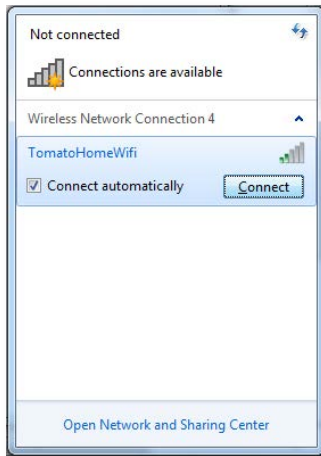 Not connected
Connections are available
Wireless Network Connection 4
TomatoHomeWifi
Connect automatically
Connect
Open Network and Sharing Center